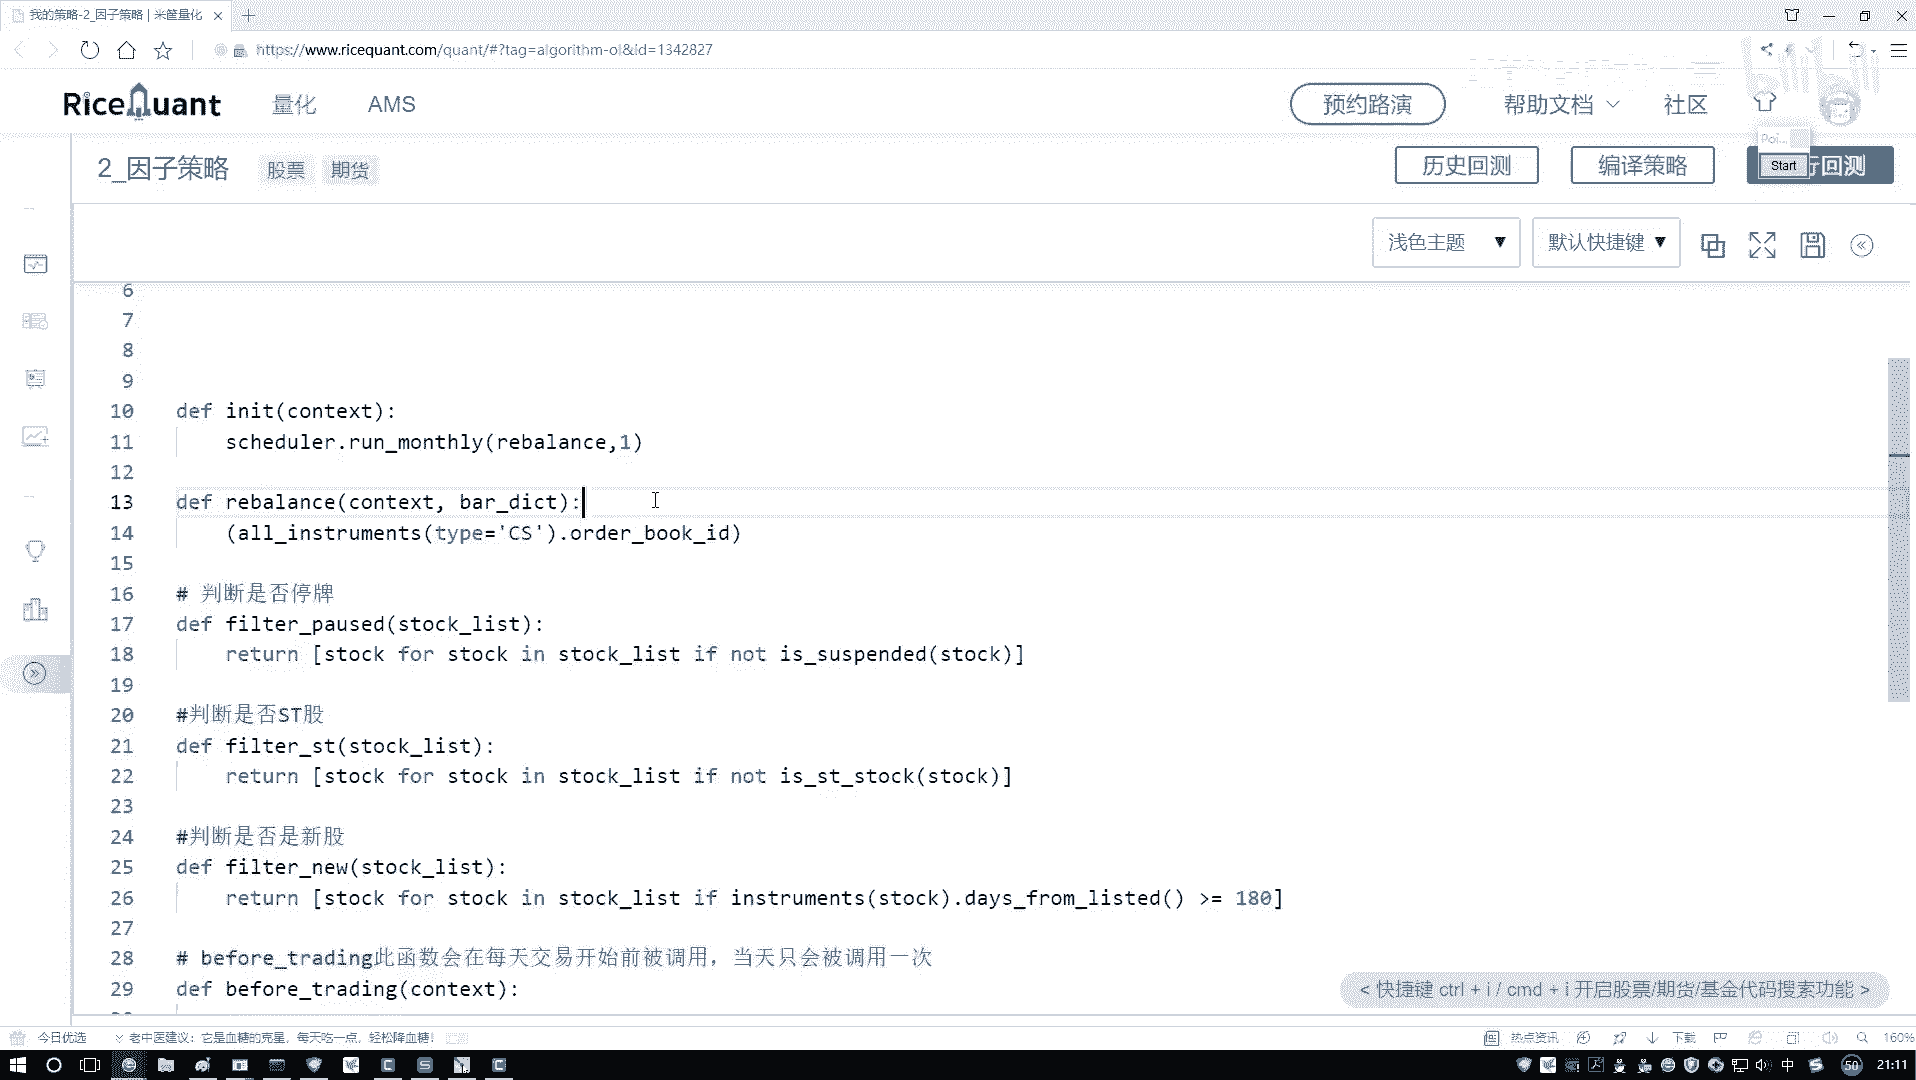 我的策略-2_因子策略 | 米筐量化
https://www.ricequant.com/quant/#?tag=algorithm-ol&id=1342827
bilibili
RiceQuant 量化 AMS 预约路演 帮助文档 社区
2_因子策略 股票 期货 历史回测 编译策略 行回测
Poi...
Start
浅色主题 默认快捷键
6
7
8
9
10 def init(context):
11 scheduler.run_monthly(rebalance,1)
12
13 def rebalance(context, bar_dict):
14 (all_instruments(type='CS').order_book_id)
15
16 # 判断是否停牌
17 def filter_paused(stock_list):
18 return [stock for stock in stock_list if not is_suspended(stock)]
19
20 #判断是否ST股
21 def filter_st(stock_list):
22 return [stock for stock in stock_list if not is_st_stock(stock)]
23
24 #判断是否是新股
25 def filter_new(stock_list):
26 return [stock for stock in stock_list if instruments(stock).days_from_listed() >= 180]
27
28 # before_trading此函数会在每天交易开始前被调用，当天只会被调用一次
29 def before_trading(context):
< 快捷键 ctrl + i / cmd + i 开启股票/期货/基金代码搜索功能 >
今日优选 老中医建议：它是血糖的克星，每天吃一点，轻松降血糖！ 热点资讯 下载 160%
中 50 21:11